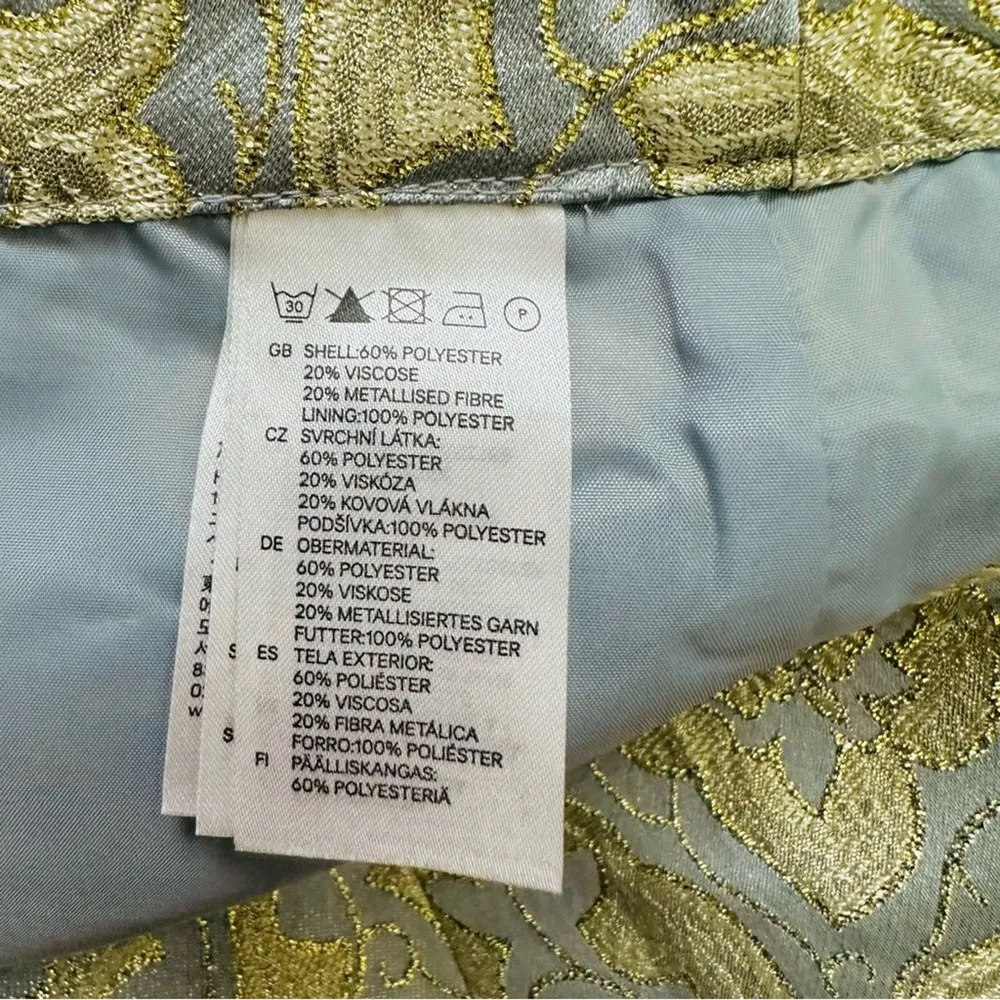 30
P
GB SHELL:60% POLYESTER
20% VISCOSE
20% METALLISED FIBRE
LINING:100% POLYESTER
CZ SVRCHNÍ LÁTKA:
60% POLYESTER
20% VISKÓZA
20% KOVOVÁ VLÁKNA
PODŠÍVKA:100% POLYESTER
DE OBERMATERIAL:
60% POLYESTER
20% VISKOSE
20% METALLISIERTES GARN
FUTTER:100% POLYESTER
ES TELA EXTERIOR:
60% POLIÉSTER
20% VISCOSA
20% FIBRA METÁLICA
FORRO:100% POLIÉSTER
FI PÄÄLLISKANGAS:
60% POLYESTERIÄ